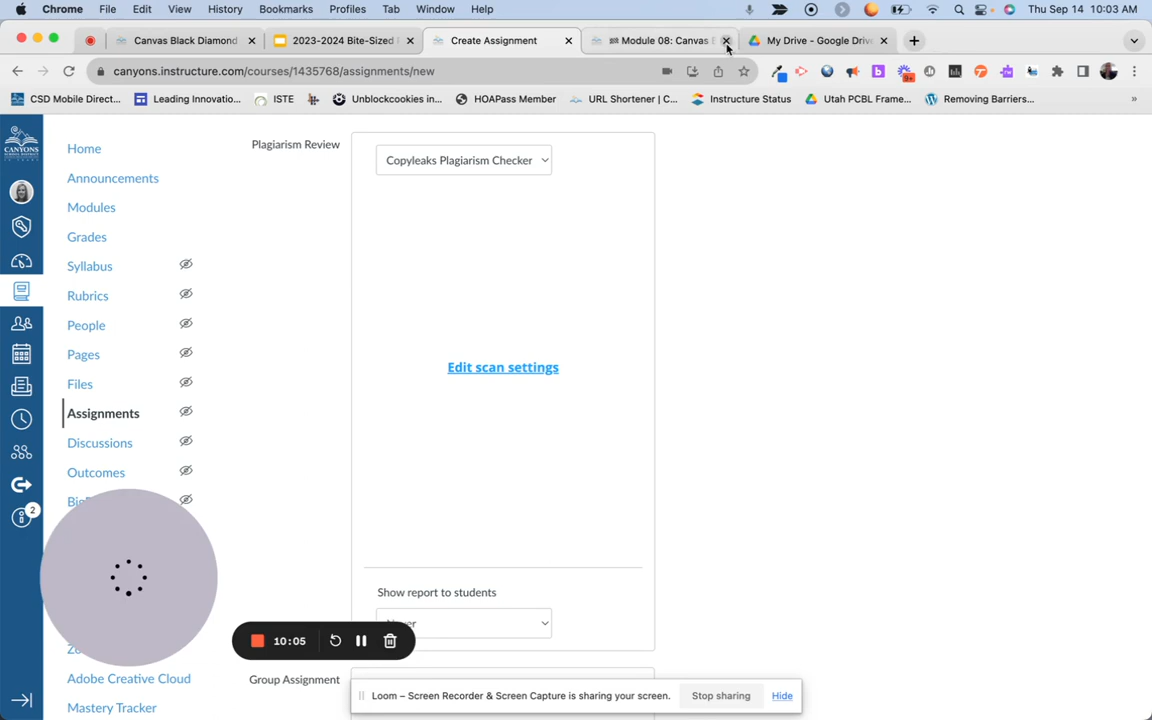 Chrome File Edit View History Bookmarks Profiles Tab Window Help Thu Sep 14 10:03 AM
Canvas Black Diamond 2023-2024 Bite-Sized Create Assignment Module 08: Canvas E My Drive - Google Driv
canyons.instructure.com/courses/1435768/assignments/new 9+
CSD Mobile Direct... Leading Innovatio... ISTE Unblockcookies in... HOAPass Member URL Shortener | C... Instructure Status Utah PCBL Frame... Removing Barriers... »
CANYONS
Home
Announcements
Modules
Grades
Syllabus
Rubrics
People
Pages
Files
Assignments
Discussions
Outcomes
Big
2
Adobe Creative Cloud
Mastery Tracker
Plagiarism Review
Copyleaks Plagiarism Checker
Edit scan settings
Show report to students
10:05
Group Assignment
Loom – Screen Recorder & Screen Capture is sharing your screen. Stop sharing Hide